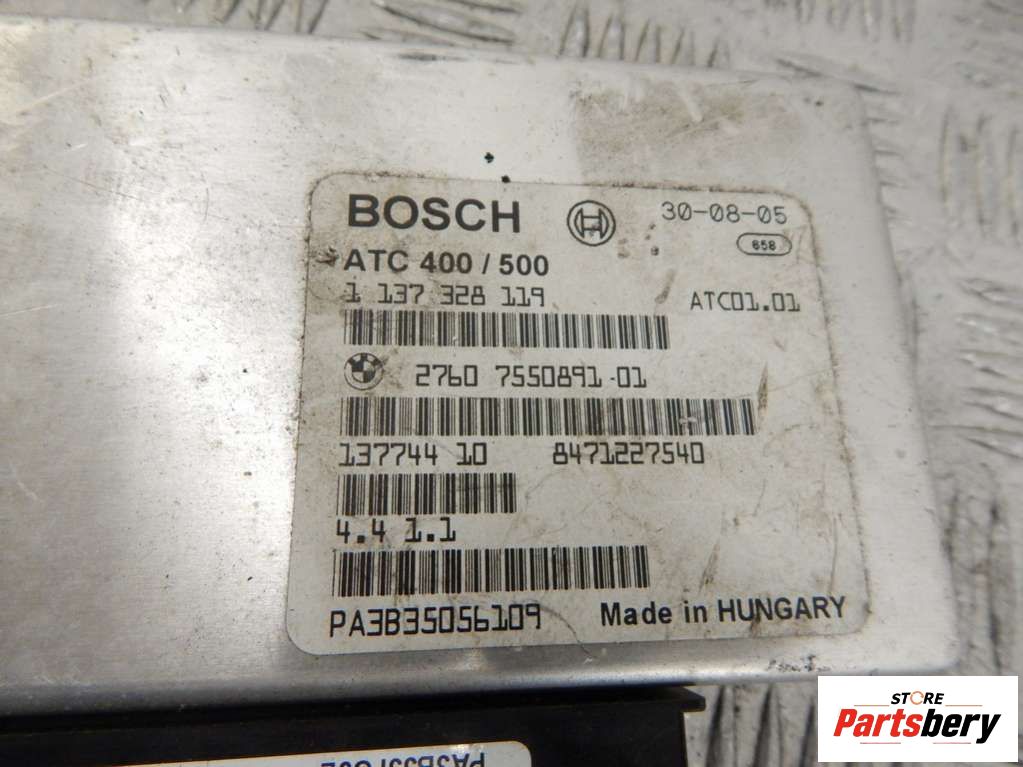 BOSCH 30-08-05
658
ATC 400 / 500
1 137 328 119 ATC01.01
2760 7550891-01
137744 10 8471227540
4.4 1.1
PA3B35056109 Made in HUNGARY
STORE
Partsbery